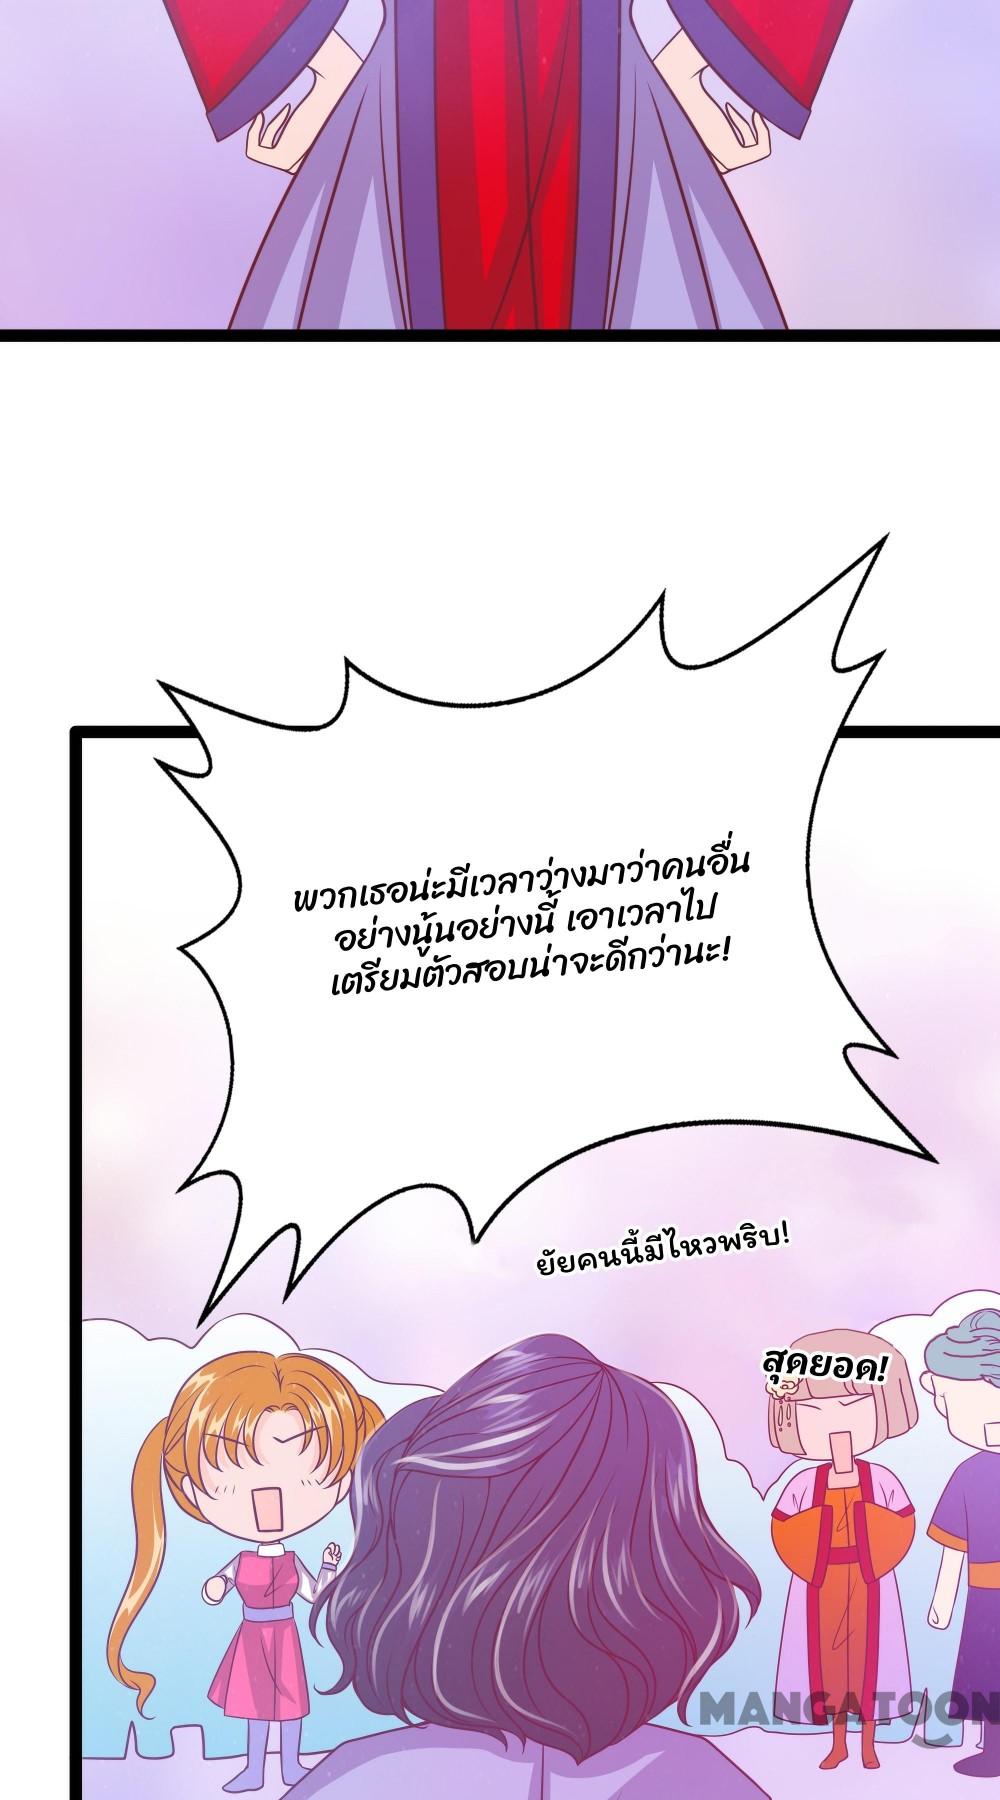 พวกเธอน่ะมีเวลาว่างมาว่าคนอื่น
อย่างนู้นอย่างนี้ เอาเวลาไป
เตรียมตัวสอบน่าจะดีกว่านะ!
ยัยคนนี้มีไหวพริบ!
สุดยอด!
MANGATOON